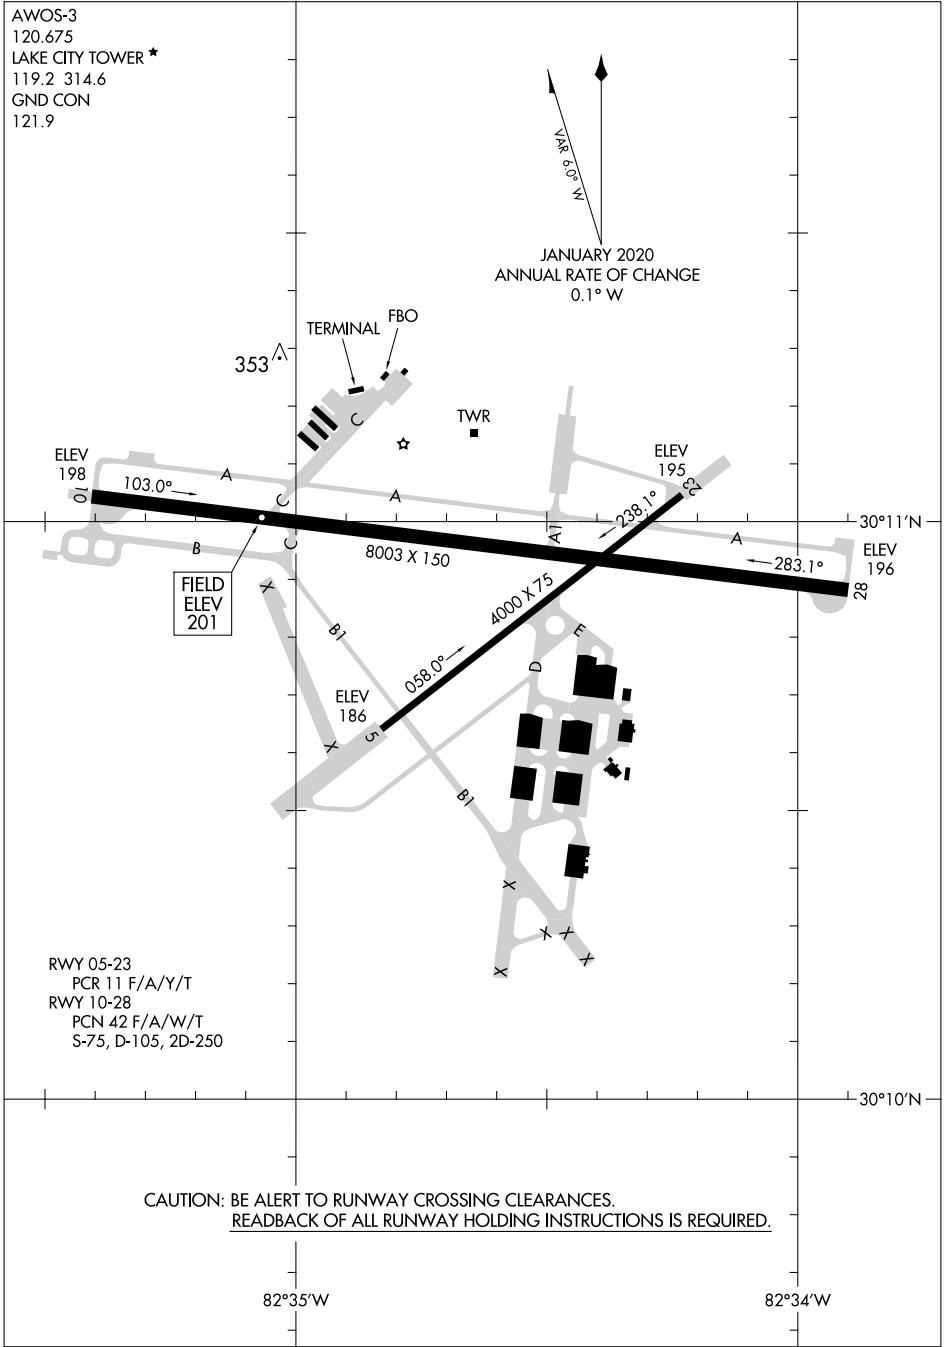 AWOS-3
120.675
LAKE CITY TOWER ★
119.2 314.6
GND CON
121.9
VAR 6.0° W
JANUARY 2020
ANNUAL RATE OF CHANGE
0.1° W
FBO
TERMINAL
353
C
TWR
ELEV
198
ELEV
195
A
10
103.0°
C
A
23
238.1°
30°11'N
B
C
A1
A
8003 X 150
283.1°
ELEV
196
28
FIELD
ELEV
201
X
4000 X 75
B1
E
D
058.0°
ELEV
186
5
X
B1
X
X
X
X
X
RWY 05-23
PCR 11 F/A/Y/T
RWY 10-28
PCN 42 F/A/W/T
S-75, D-105, 2D-250
30°10'N
CAUTION: BE ALERT TO RUNWAY CROSSING CLEARANCES.
READBACK OF ALL RUNWAY HOLDING INSTRUCTIONS IS REQUIRED.
82°35'W
82°34'W